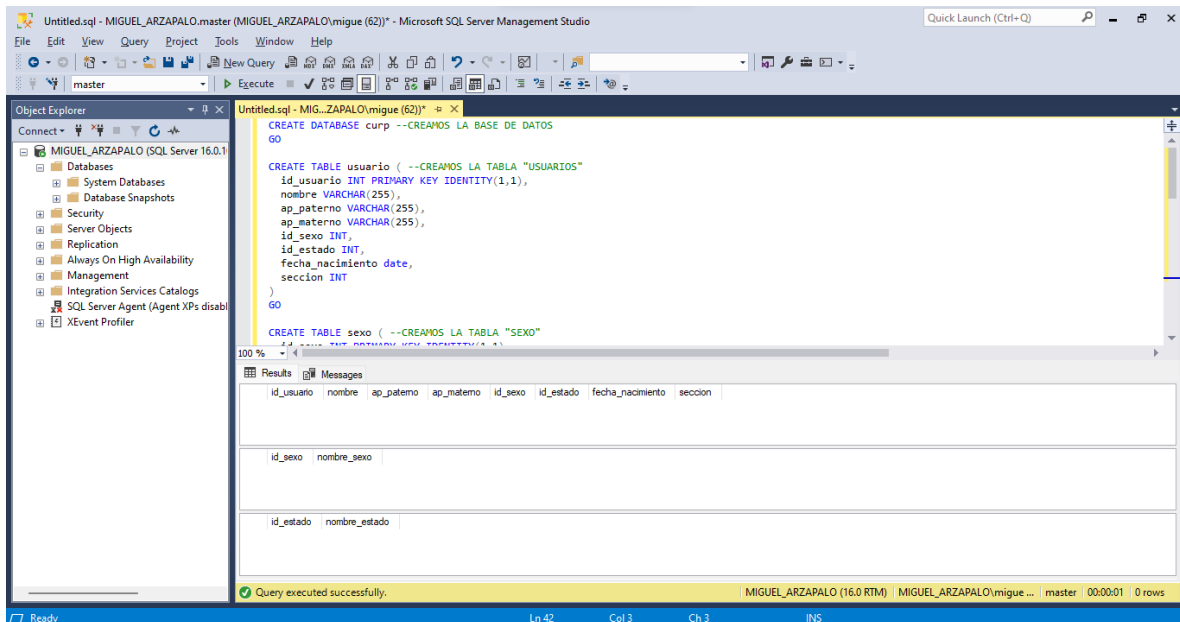 Untitled.sql - MIGUEL_ARZAPALO.master (MIGUEL_ARZAPALO\migue (62))* - Microsoft SQL Server Management Studio
Quick Launch (Ctrl+Q)
File Edit View Query Project Tools Window Help
New Query
master
Execute
Object Explorer
Untitled.sql - MIG...ZAPALO\migue (62))*
Connect
MIGUEL_ARZAPALO (SQL Server 16.0.1
Databases
System Databases
Database Snapshots
Security
Server Objects
Replication
Always On High Availability
Management
Integration Services Catalogs
SQL Server Agent (Agent XPs disabl
XEvent Profiler
CREATE DATABASE curp --CREAMOS LA BASE DE DATOS
GO
CREATE TABLE usuario ( --CREAMOS LA TABLA "USUARIOS"
id_usuario INT PRIMARY KEY IDENTITY(1,1),
nombre VARCHAR(255),
ap_paterno VARCHAR(255),
ap_materno VARCHAR(255),
id_sexo INT,
id_estado INT,
fecha_nacimiento date,
seccion INT
)
GO
CREATE TABLE sexo ( --CREAMOS LA TABLA "SEXO"
id_sexo INT PRIMARY KEY IDENTITY(1,1)
100 %
Results Messages
id_usuario nombre ap_paterno ap_materno id_sexo id_estado fecha_nacimiento seccion
id_sexo nombre_sexo
id_estado nombre_estado
Query executed successfully.
MIGUEL_ARZAPALO (16.0 RTM) MIGUEL_ARZAPALO\migue ... master 00:00:01 0 rows
Ready Ln 42 Col 3 Ch 3 INS